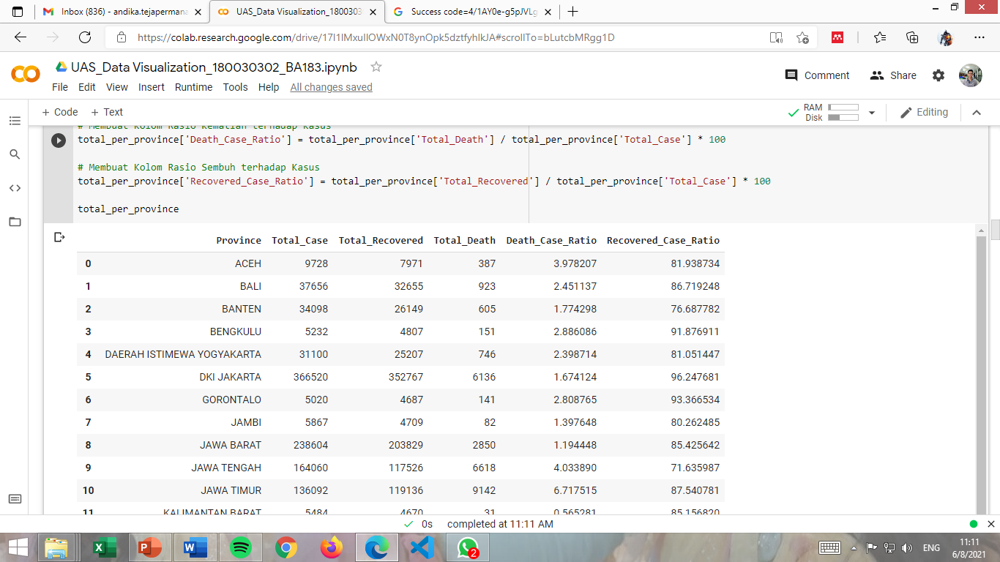 Inbox (836) - andika.tejapermana
UAS_Data Visualization_1800303
Success code=4/1AY0e-g5pJVLg
https://colab.research.google.com/drive/17I1IMxuIIOWxN0T8ynOpk5dztfyhIkJA#scrollTo=bLutcbMRgg1D
UAS_Data Visualization_180030302_BA183.ipynb
Comment
Share
File Edit View Insert Runtime Tools Help All changes saved
+ Code + Text
RAM
Disk
Editing
# Membuat Kolom Rasio Kematian terhadap Kasus
total_per_province['Death_Case_Ratio'] = total_per_province['Total_Death'] / total_per_province['Total_Case'] * 100
# Membuat Kolom Rasio Sembuh terhadap Kasus
total_per_province['Recovered_Case_Ratio'] = total_per_province['Total_Recovered'] / total_per_province['Total_Case'] * 100
total_per_province
Province Total_Case Total_Recovered Total_Death Death_Case_Ratio Recovered_Case_Ratio
0 ACEH 9728 7971 387 3.978207 81.938734
1 BALI 37656 32655 923 2.451137 86.719248
2 BANTEN 34098 26149 605 1.774298 76.687782
3 BENGKULU 5232 4807 151 2.886086 91.876911
4 DAERAH ISTIMEWA YOGYAKARTA 31100 25207 746 2.398714 81.051447
5 DKI JAKARTA 366520 352767 6136 1.674124 96.247681
6 GORONTALO 5020 4687 141 2.808765 93.366534
7 JAMBI 5867 4709 82 1.397648 80.262485
8 JAWA BARAT 238604 203829 2850 1.194448 85.425642
9 JAWA TENGAH 164060 117526 6618 4.033890 71.635987
10 JAWA TIMUR 136092 119136 9142 6.717515 87.540781
11 KALIMANTAN BARAT 5484 4670 31 0.565281 85.156820
0s completed at 11:11 AM
2
ENG
11:11
6/8/2021